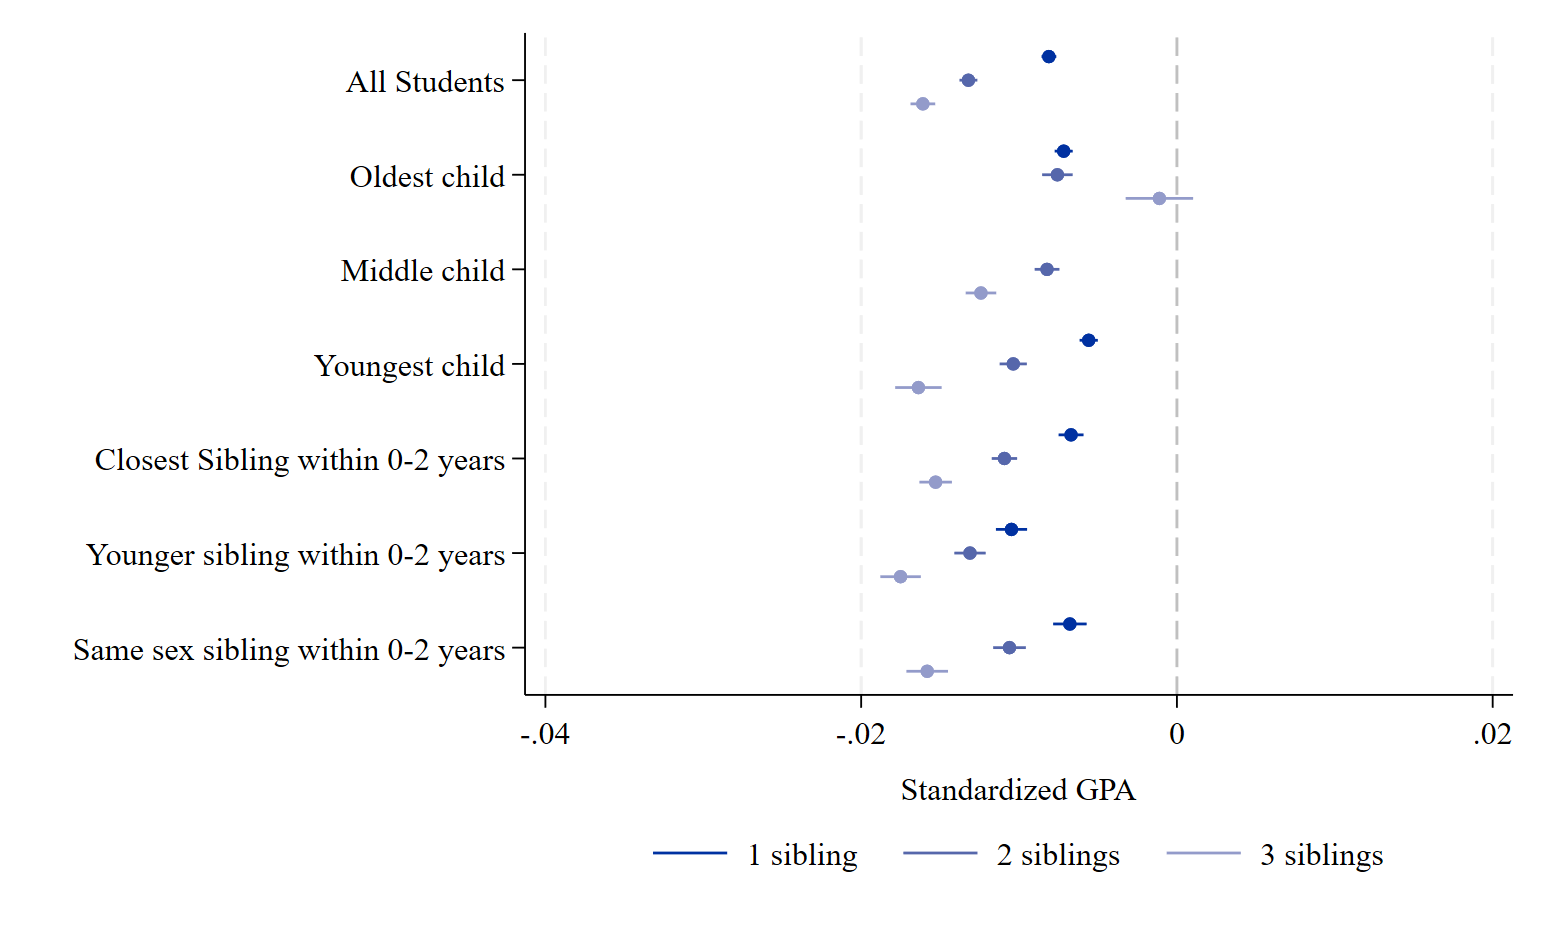 All Students
Oldest child
Middle child
Youngest child
Closest Sibling within 0-2 years
Younger sibling within 0-2 years
Same sex sibling within 0-2 years
-.04 -.02 0 .02
Standardized GPA
1 sibling 2 siblings 3 siblings